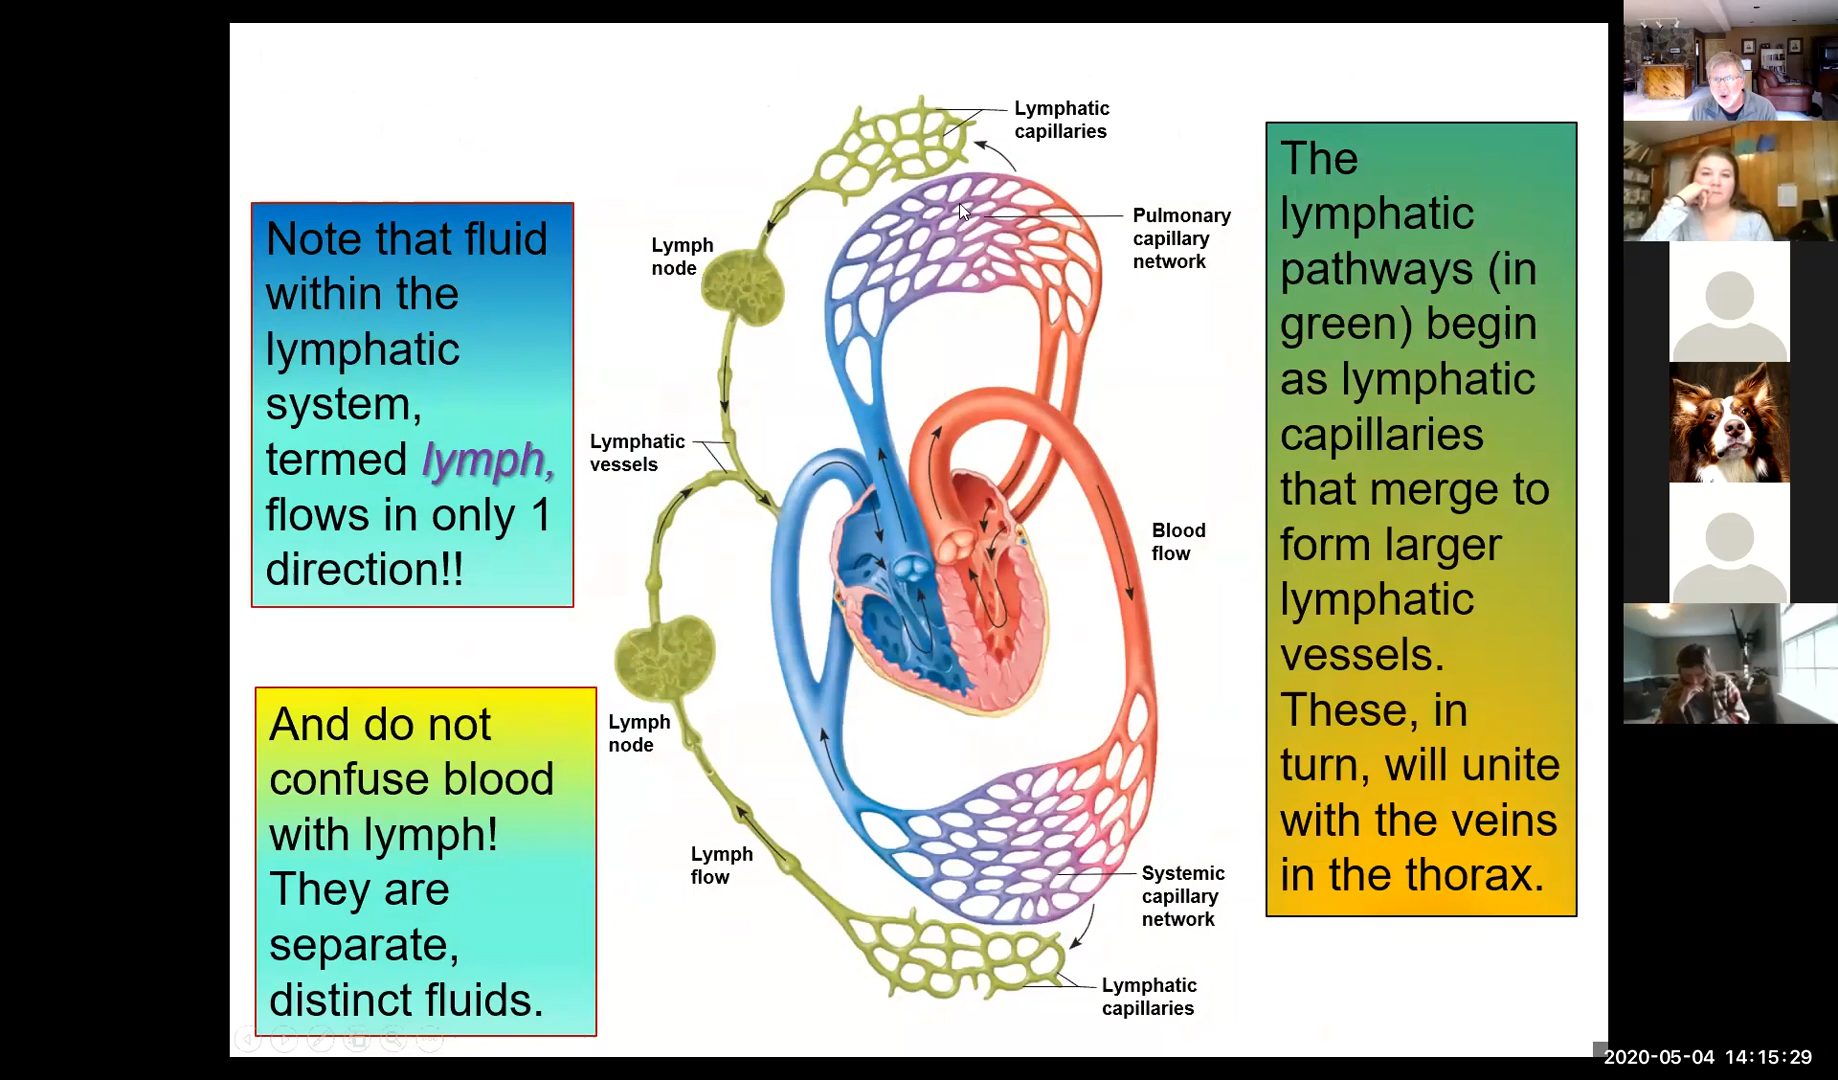 Note that fluid
within the
lymphatic
system,
termed lymph,
flows in only 1
direction!!
And do not
confuse blood
with lymph!
They are
separate,
distinct fluids.
Lymphatic
capillaries
Pulmonary
capillary
network
Lymph
node
Lymphatic
vessels
Blood
flow
Lymph
node
Lymph
flow
Systemic
capillary
network
Lymphatic
capillaries
The
lymphatic
pathways (in
green) begin
as lymphatic
capillaries
that merge to
form larger
lymphatic
vessels.
These, in
turn, will unite
with the veins
in the thorax.
2020-05-04 14:15:29